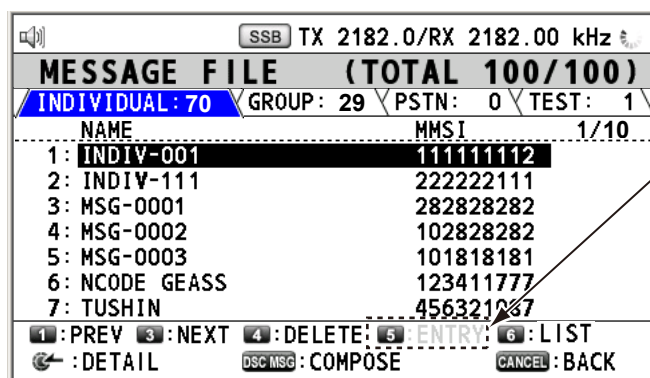 SSB TX 2182.0/RX 2182.00 kHz
MESSAGE FILE (TOTAL 100/100)
INDIVIDUAL: 70 GROUP: 29 PSTN: 0 TEST: 1
NAME MMSI 1/10
1: INDIV-001 111111112
2: INDIV-111 222222111
3: MSG-0001 282828282
4: MSG-0002 102828282
5: MSG-0003 101818181
6: NCODE GEASS 123411777
7: TUSHIN 456321987
1:PREV 3:NEXT 4:DELETE 5:ENTRY 6:LIST
:DETAIL DSC MSG:COMPOSE CANCEL:BACK